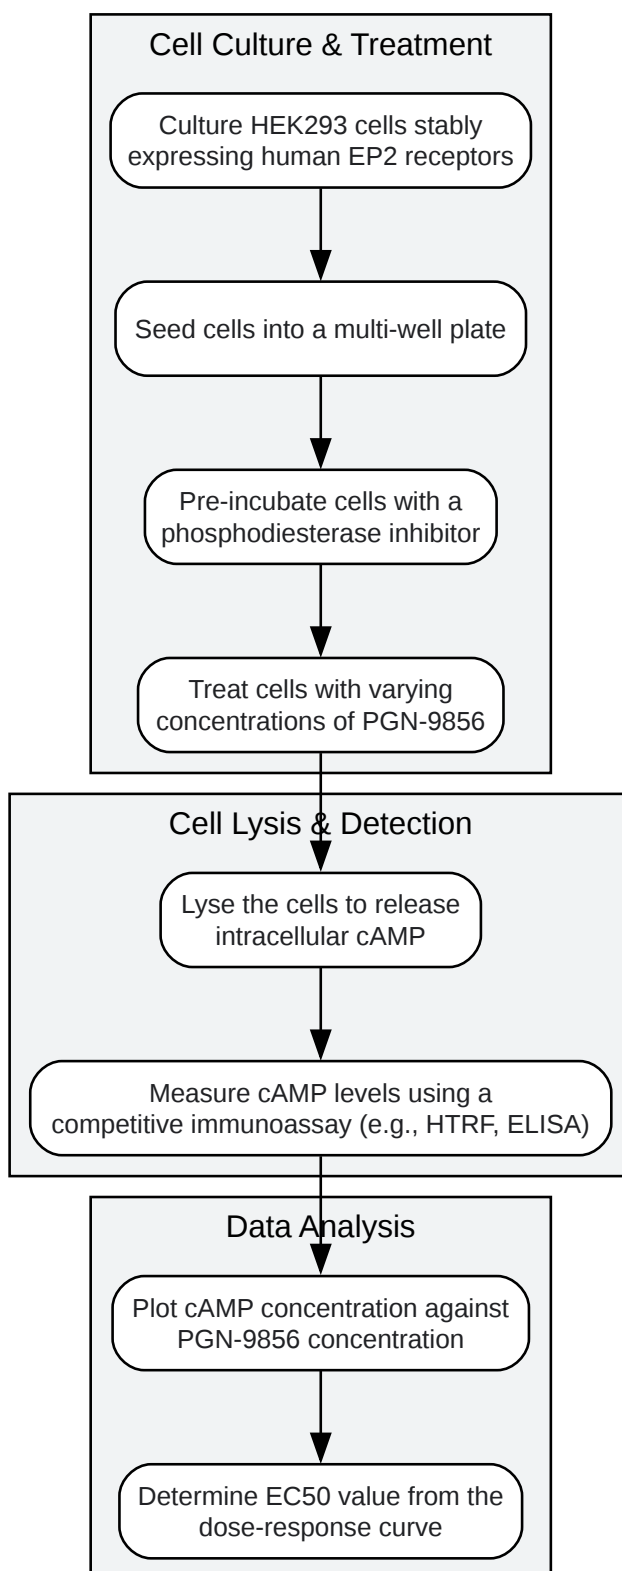 Cell Culture & Treatment
Culture HEK293 cells stably
expressing human EP2 receptors
Seed cells into a multi-well plate
Pre-incubate cells with a
phosphodiesterase inhibitor
Treat cells with varying
concentrations of PGN-9856
Cell Lysis & Detection
Lyse the cells to release
intracellular cAMP
Measure cAMP levels using a
competitive immunoassay (e.g., HTRF, ELISA)
Data Analysis
Plot cAMP concentration against
PGN-9856 concentration
Determine EC50 value from the
dose-response curve